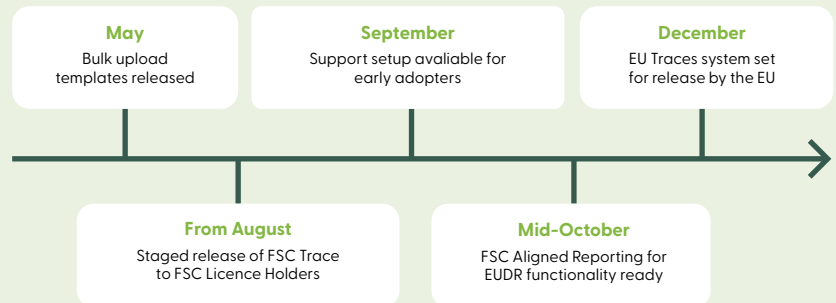 May
Bulk upload
templates released
September
Support setup avaliable for
early adopters
December
EU Traces system set
for release by the EU
From August
Staged release of FSC Trace
to FSC Licence Holders
Mid-October
FSC Aligned Reporting for
EUDR functionality ready